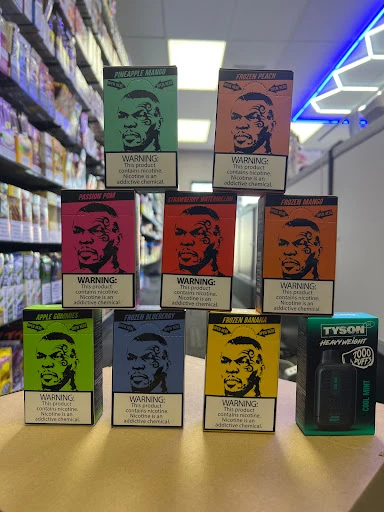 PINEAPPLE MANGO
WARNING:
This product
contains nicotine.
Nicotine is an
addictive chemical.
FROZEN PEACH
WARNING:
This product
contains nicotine.
Nicotine is an
addictive chemical.
PASSION POM
WARNING:
This product
contains nicotine.
Nicotine is an
addictive chemical.
STRAWBERRY WATERMELON
WARNING:
This product
contains nicotine.
Nicotine is an
addictive chemical.
FROZEN MANGO
WARNING:
This product
contains nicotine.
Nicotine is an
addictive chemical.
APPLE GUMMIES
WARNING:
This product
contains nicotine.
Nicotine is an
addictive chemical.
FROZEN BLUEBERRY
WARNING:
This product
contains nicotine.
Nicotine is an
addictive chemical.
FROZEN BANANA
WARNING:
This product
contains nicotine.
Nicotine is an
addictive chemical.
TYSON 2.0
HEAVYWEIGHT
7000
PUFFS
COOL MINT